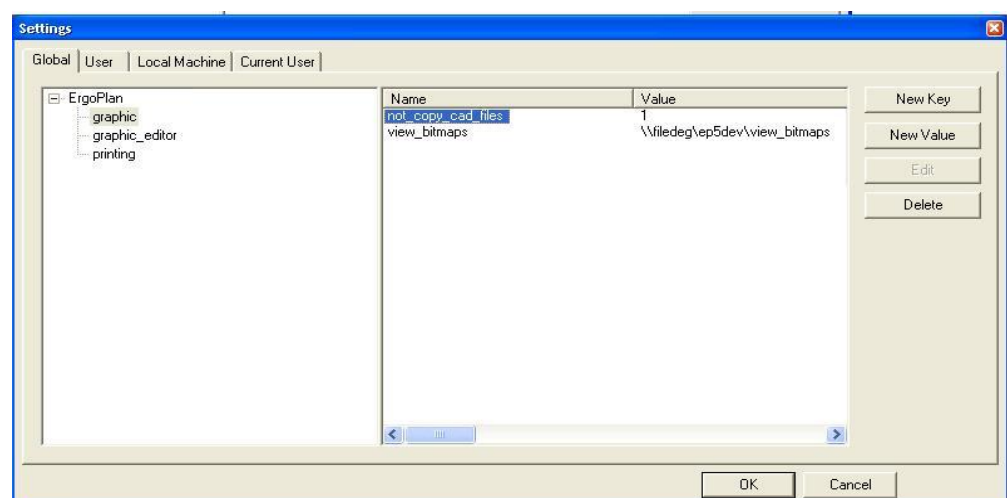 Settings
Global User Local Machine Current User
ErgoPlan
graphic
graphic_editor
printing
Name Value
not_copy_cad_files 1
view_bitmaps \\filedeg\ep5dev\view_bitmaps
New Key
New Value
Edit
Delete
OK Cancel